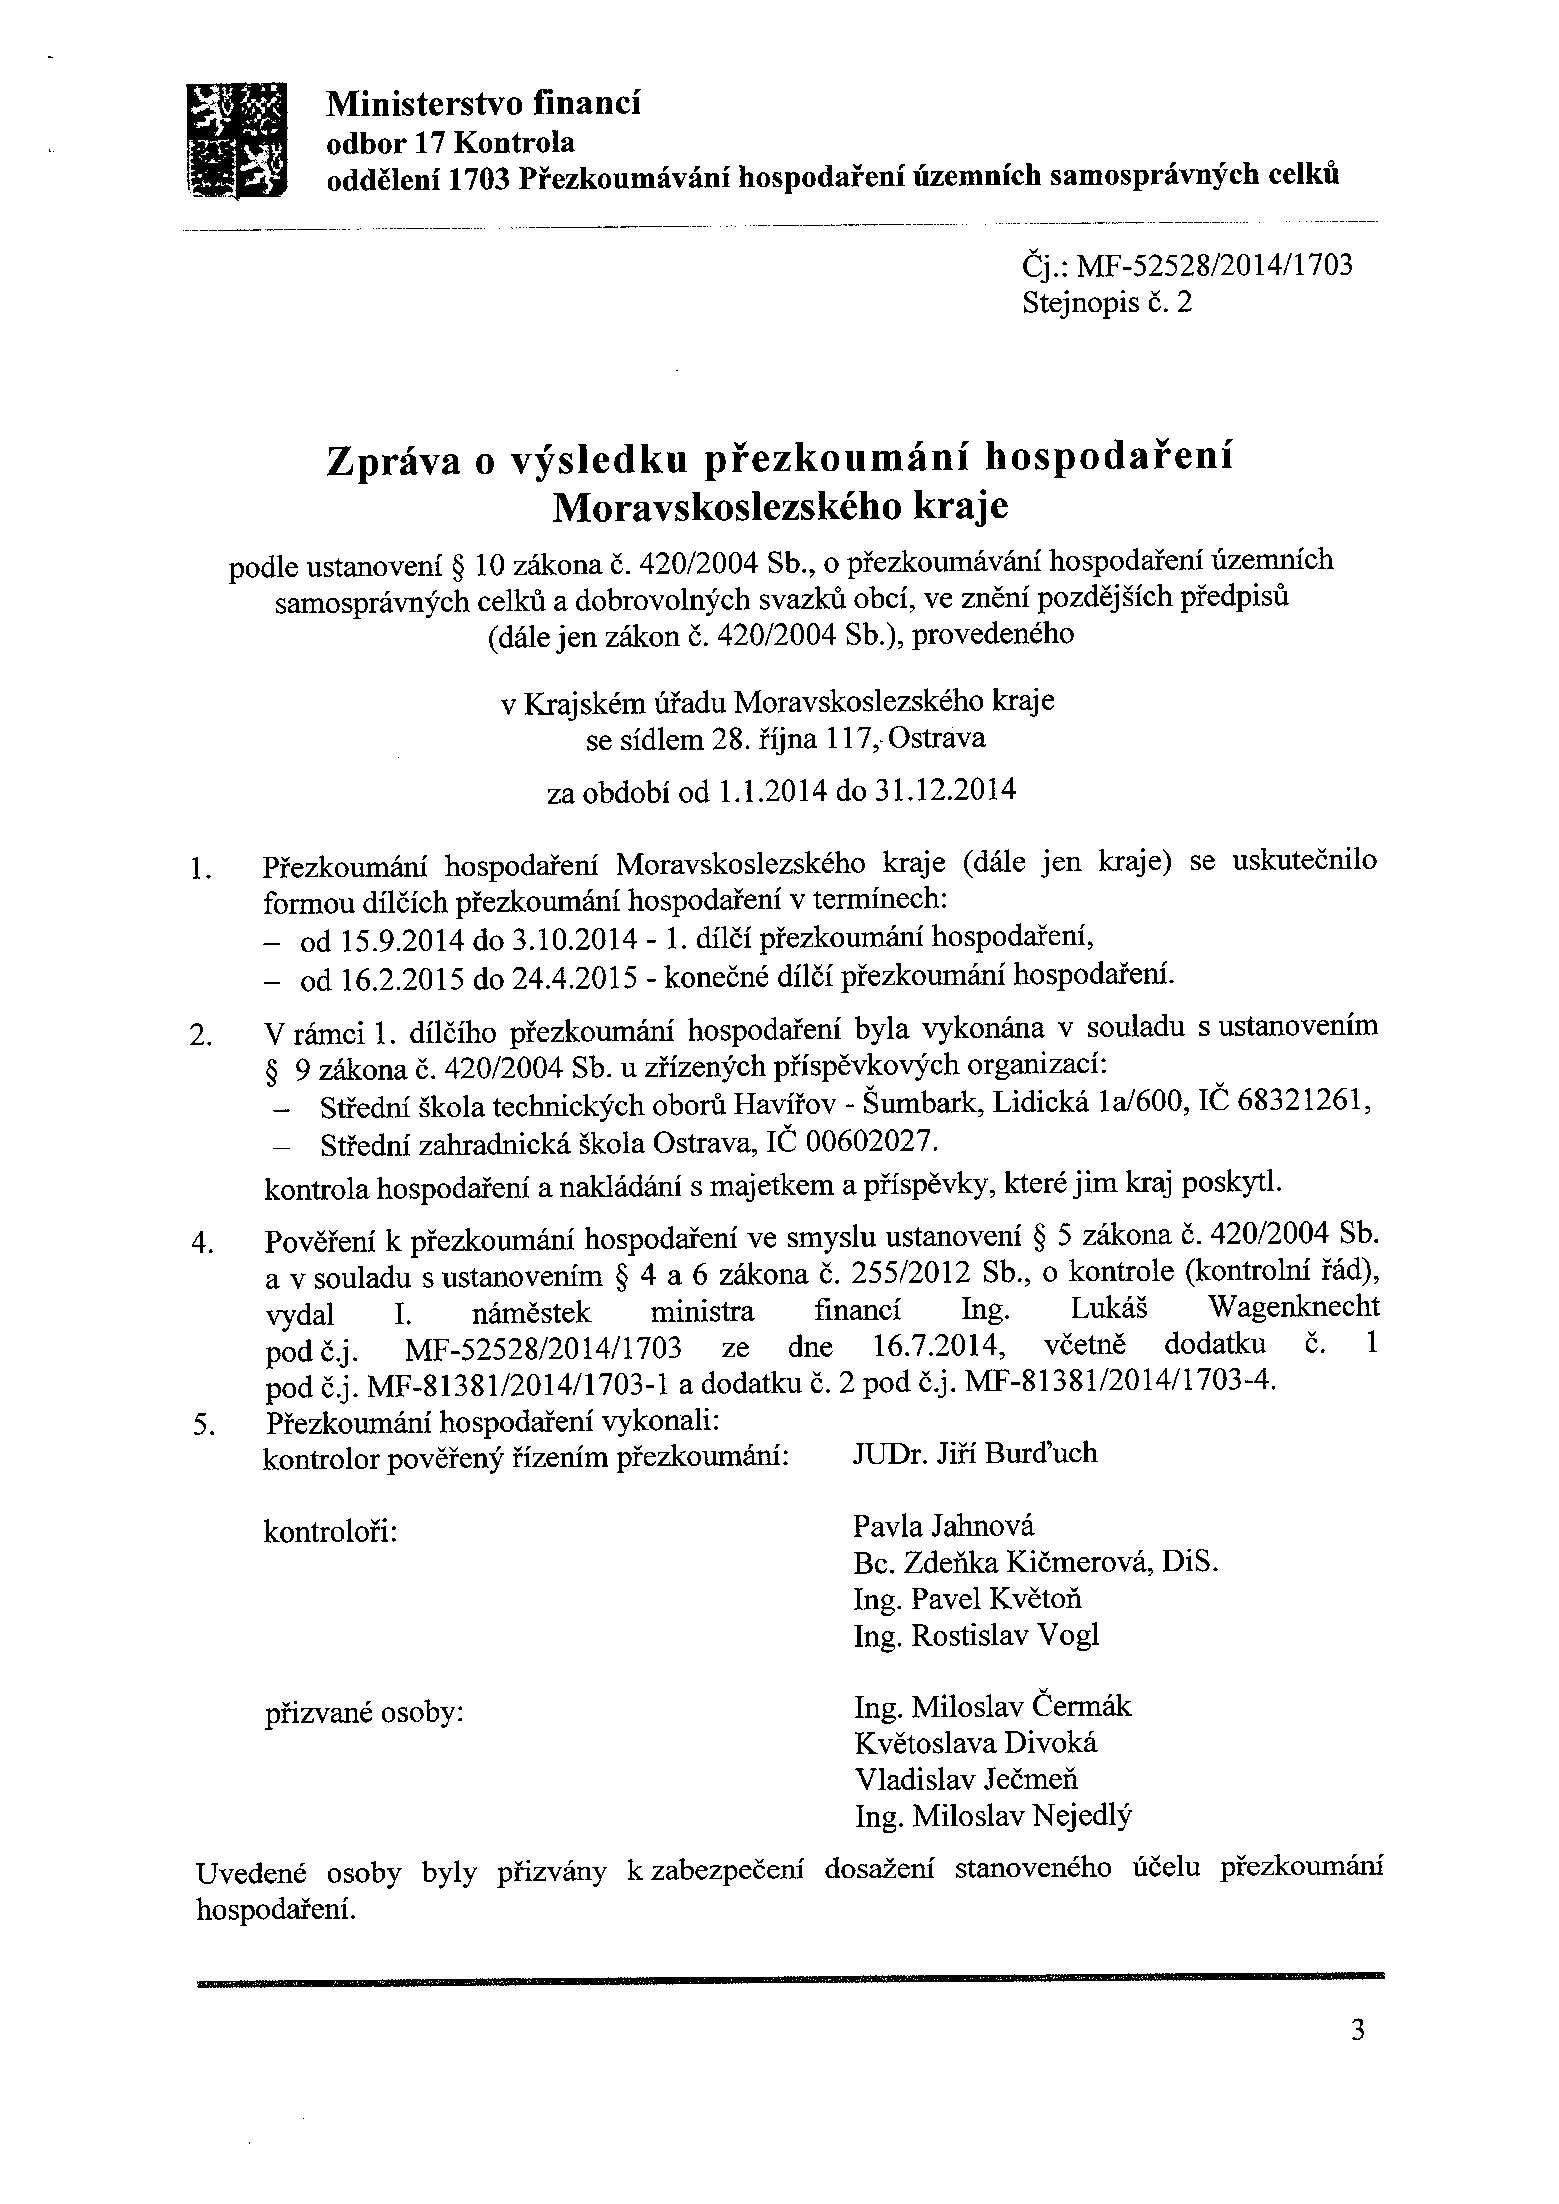 Ministerstvo financí
odbor 17 Kontrola
oddělení 1703 Přezkoumávání hospodaření územních samosprávných celků
Čj.: MF-52528/2014/1703
Stejnopis č. 2
Zpráva o výsledku přezkoumání hospodaření
Moravskoslezského kraje
podle ustanovení § 10 zákona č. 420/2004 Sb., o přezkoumávání hospodaření územních
samosprávných celků a dobrovolných svazků obcí, ve znění pozdějších předpisů
(dále jen zákon č. 420/2004 Sb.), provedeného
v Krajském úřadu Moravskoslezského kraje
se sídlem 28. října 117, Ostrava
za období od 1.1.2014 do 31.12.2014
1. Přezkoumání hospodaření Moravskoslezského kraje (dále jen kraje) se uskutečnilo
formou dílčích přezkoumání hospodaření v termínech:
– od 15.9.2014 do 3.10.2014 - 1. dílčí přezkoumání hospodaření,
– od 16.2.2015 do 24.4.2015 - konečné dílčí přezkoumání hospodaření.
2. V rámci 1. dílčího přezkoumání hospodaření byla vykonána v souladu s ustanovením
§ 9 zákona č. 420/2004 Sb. u zřízených příspěvkových organizací:
– Střední škola technických oborů Havířov - Šumbark, Lidická 1a/600, IČ 68321261,
– Střední zahradnická škola Ostrava, IČ 00602027.
kontrola hospodaření a nakládání s majetkem a příspěvky, které jim kraj poskytl.
4. Pověření k přezkoumání hospodaření ve smyslu ustanovení § 5 zákona č. 420/2004 Sb.
a v souladu s ustanovením § 4 a 6 zákona č. 255/2012 Sb., o kontrole (kontrolní řád),
vydal I. náměstek ministra financí Ing. Lukáš Wagenknecht
pod č.j. MF-52528/2014/1703 ze dne 16.7.2014, včetně dodatku č. 1
pod č.j. MF-81381/2014/1703-1 a dodatku č. 2 pod č.j. MF-81381/2014/1703-4.
5. Přezkoumání hospodaření vykonali:
kontrolor pověřený řízením přezkoumání: JUDr. Jiří Burďuch
kontroloři: Pavla Jahnová
Bc. Zdeňka Kičmerová, DiS.
Ing. Pavel Květoň
Ing. Rostislav Vogl
přizvané osoby: Ing. Miloslav Čermák
Květoslava Divoká
Vladislav Ječmeň
Ing. Miloslav Nejedlý
Uvedené osoby byly přizvány k zabezpečení dosažení stanoveného účelu přezkoumání
hospodaření.
3